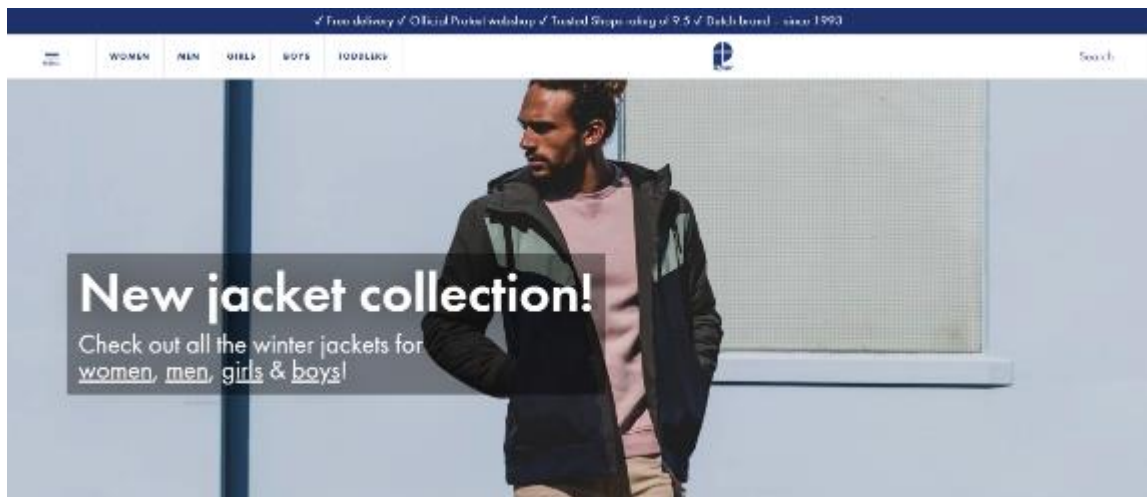 ✓ Free delivery ✓ Official Protest webshop ✓ Trusted Shops rating of 9.5 ✓ Dutch brand - since 1993
WOMEN MEN GIRLS BOYS TODDLERS Search
New jacket collection!
Check out all the winter jackets for
women, men, girls & boys!